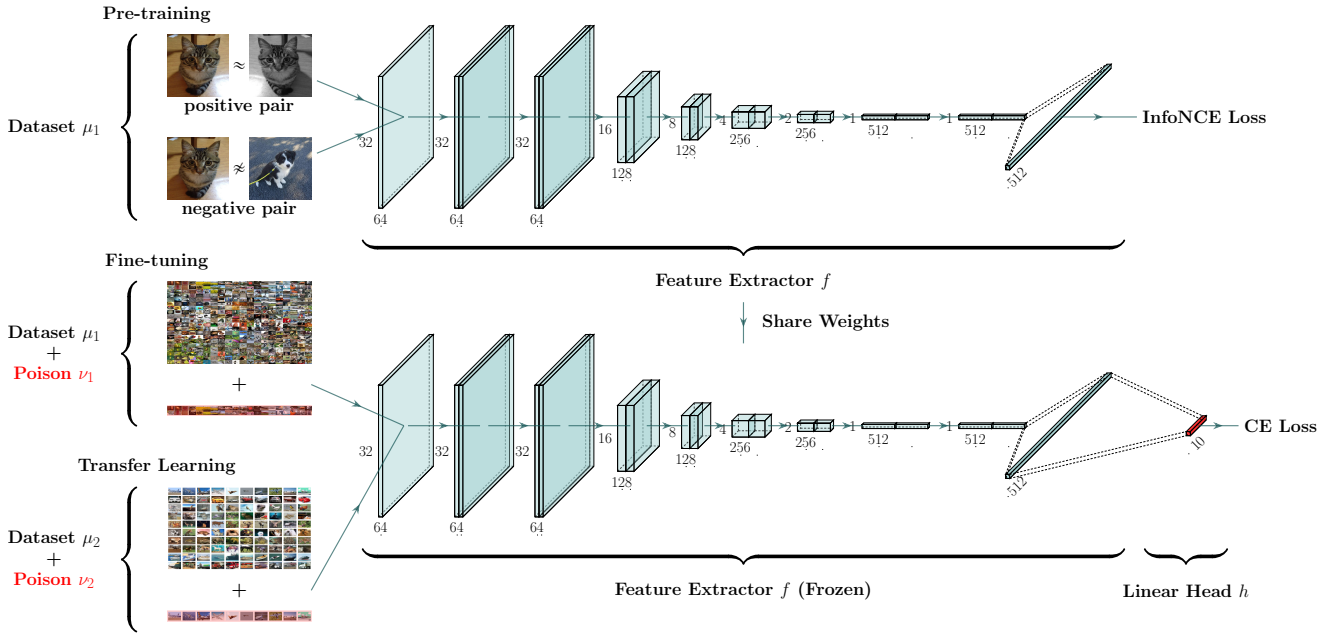 Pre-training
Dataset μ₁
≈
positive pair
≉
negative pair
32
64
32
64
32
64
16
128
8
128
4
256
2
256
1
512
1
512
512
InfoNCE Loss
Feature Extractor f
Share Weights
Fine-tuning
Dataset μ₁
+
Poison ν₁
+
Transfer Learning
Dataset μ₂
+
Poison ν₂
+
32
64
32
64
32
64
16
128
8
128
4
256
2
256
1
512
1
512
512
10
CE Loss
Feature Extractor f (Frozen)
Linear Head h